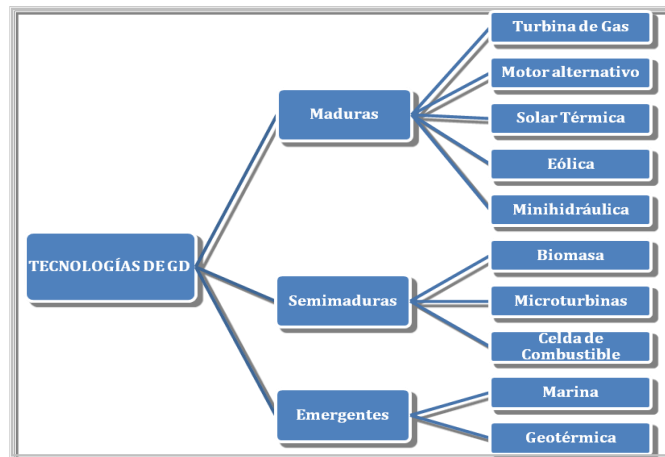 TECNOLOGÍAS DE GD
Maduras
Turbina de Gas
Motor alternativo
Solar Térmica
Eólica
Minihidráulica
Semimaduras
Biomasa
Microturbinas
Celda de
Combustible
Emergentes
Marina
Geotérmica